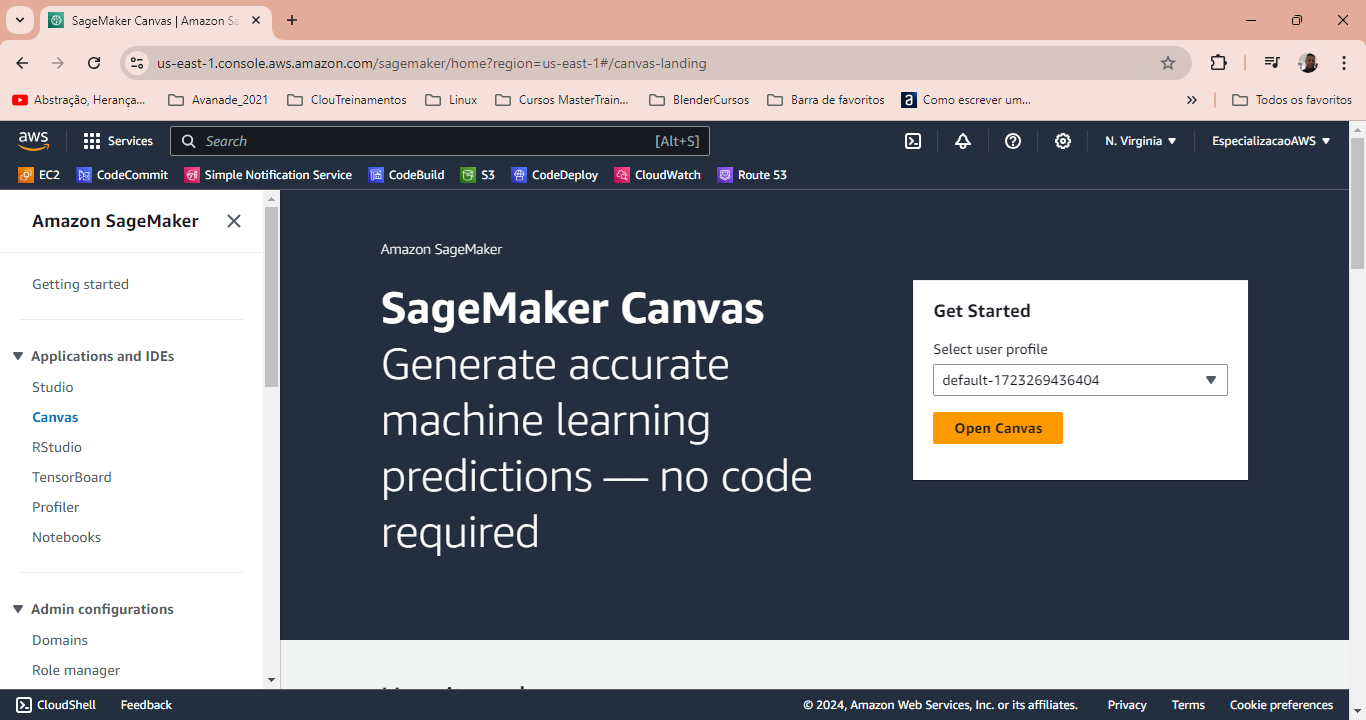 SageMaker Canvas | Amazon Sa
us-east-1.console.aws.amazon.com/sagemaker/home?region=us-east-1#/canvas-landing
Abstração, Herança...
Avanade_2021
ClouTreinamentos
Linux
Cursos MasterTrain...
BlenderCursos
Barra de favoritos
a
Como escrever um...
Todos os favoritos
aws
Services
Search
[Alt+S]
N. Virginia
EspecializacaoAWS
EC2
CodeCommit
Simple Notification Service
CodeBuild
S3
CodeDeploy
CloudWatch
Route 53
Amazon SageMaker
Getting started
Applications and IDEs
Studio
Canvas
RStudio
TensorBoard
Profiler
Notebooks
Admin configurations
Domains
Role manager
Amazon SageMaker
SageMaker Canvas
Generate accurate
machine learning
predictions — no code
required
Get Started
Select user profile
default-1723269436404
Open Canvas
CloudShell
Feedback
© 2024, Amazon Web Services, Inc. or its affiliates.
Privacy
Terms
Cookie preferences